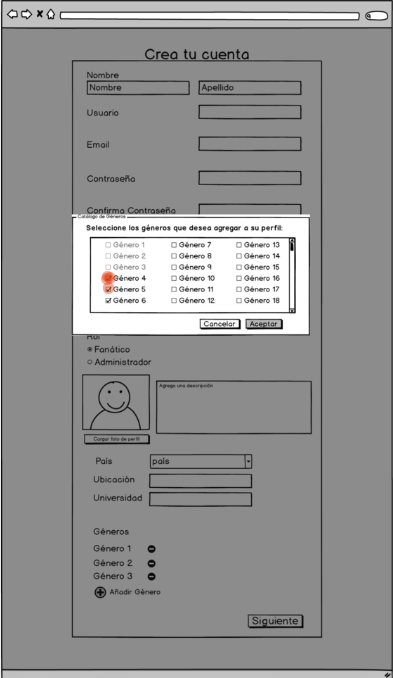 Crea tu cuenta
Nombre
Nombre Apellido
Usuario
Email
Contraseña
Confirma Contraseña
Catálogo de Géneros
Seleccione los géneros que desea agregar a su perfil:
Género 1 Género 7 Género 13
Género 2 Género 8 Género 14
Género 3 Género 9 Género 15
Género 4 Género 10 Género 16
Género 5 Género 11 Género 17
Género 6 Género 12 Género 18
Cancelar Aceptar
Rol
Fanático
Administrador
Agrega una descripción
Cargar foto de perfil
País país
Ubicación
Universidad
Géneros
Género 1
Género 2
Género 3
Añadir Género
Siguiente